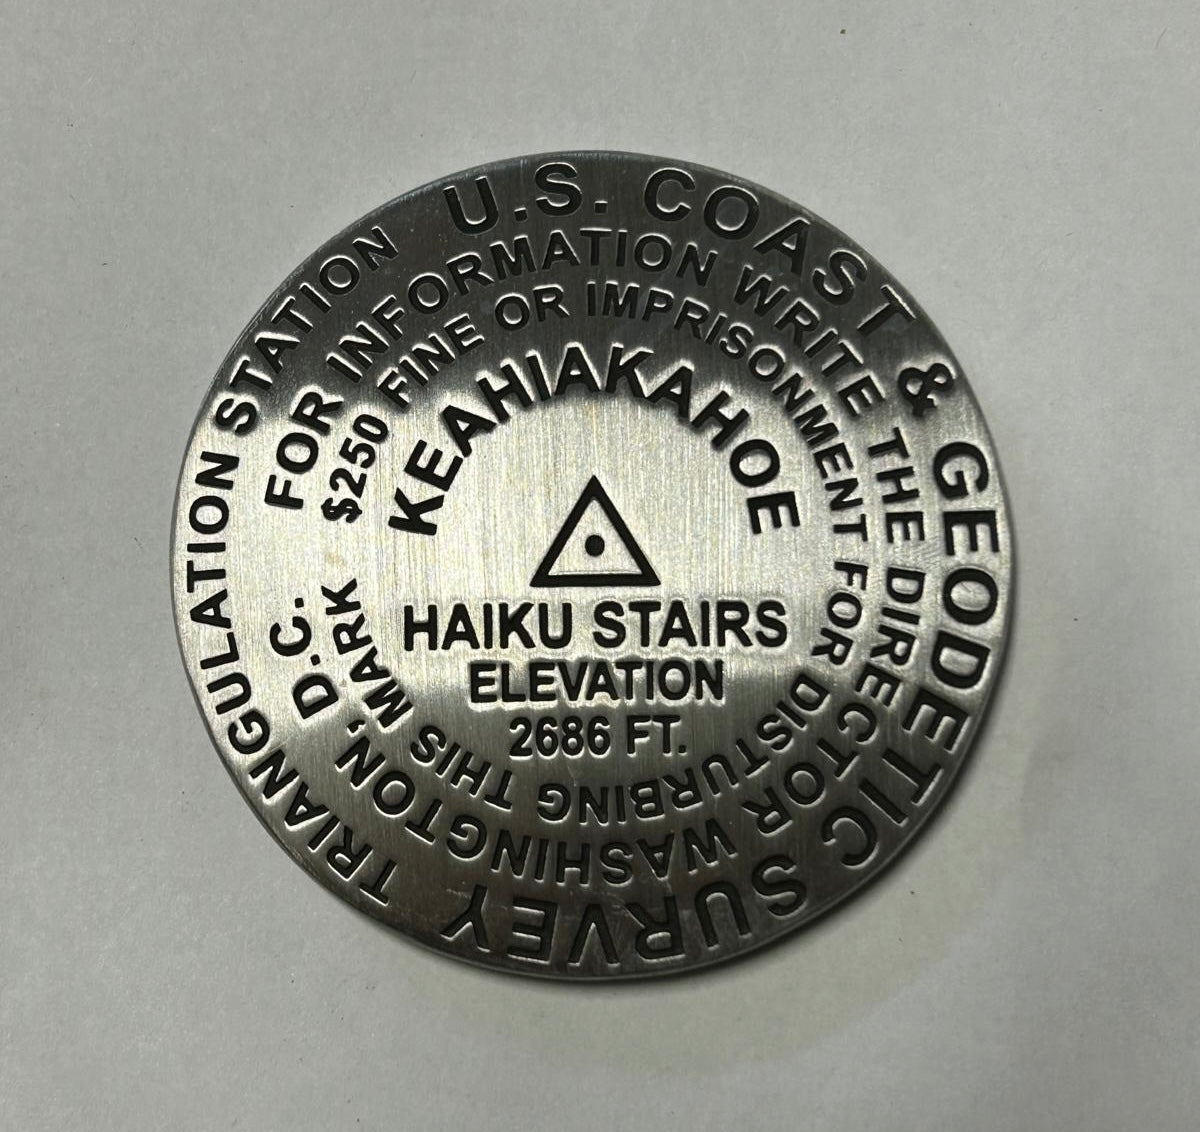 U.S. COAST & GEODETIC SURVEY
TRIANGULATION STATION
FOR INFORMATION WRITE THE DIRECTOR WASHINGTON, D.C.
$250 FINE OR IMPRISONMENT FOR DISTURBING THIS MARK
KEAHIAKAHOE
HAIKU STAIRS
ELEVATION
2686 FT.